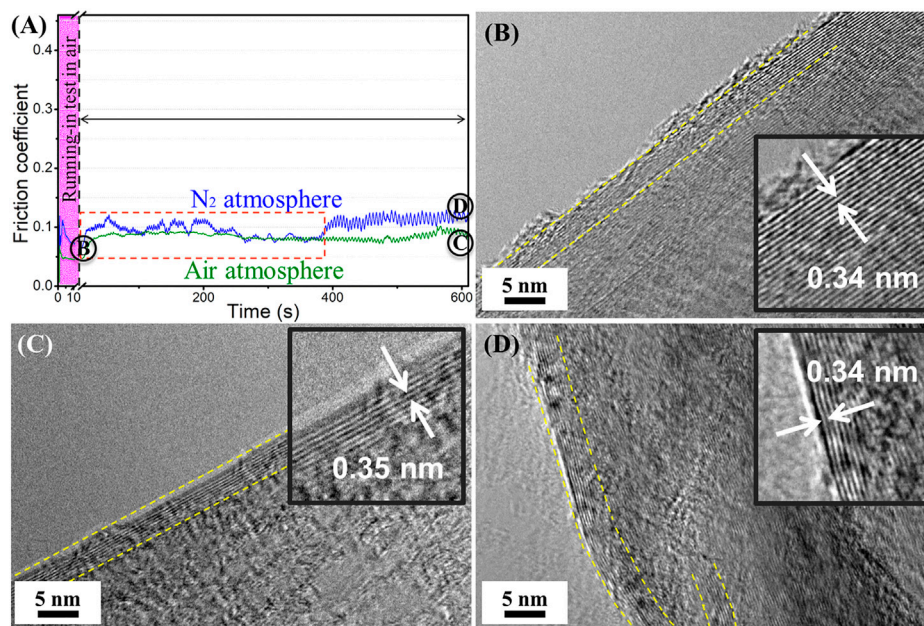 (A)
0.4
0.3
0.2
0.1
0.0
Friction coefficient
Running-in test in air
N2 atmosphere
Air atmosphere
B
D
C
0 10
200
400
600
Time (s)
(B)
0.34 nm
5 nm
(C)
0.35 nm
5 nm
(D)
0.34 nm
5 nm